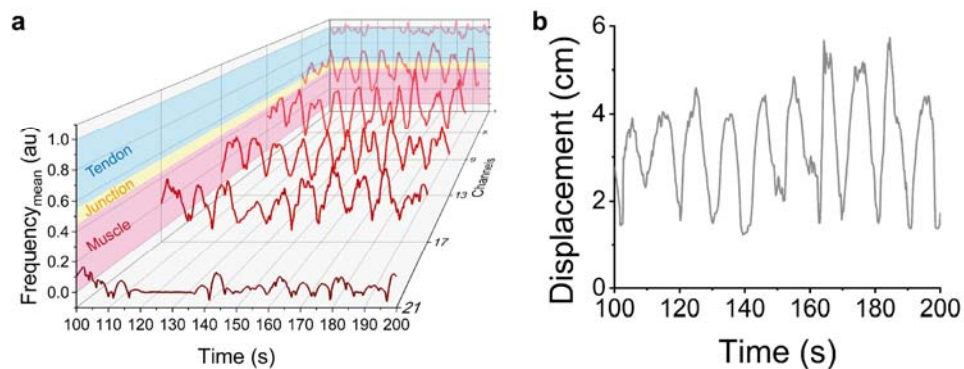 a
Frequency_mean (au)
1.0
0.8
0.6
0.4
0.2
0.0
Tendon
Junction
Muscle
Channels
9
13
17
21
100 110 120 130 140 150 160 170 180 190 200
Time (s)
b
Displacement (cm)
6
4
2
0
100 120 140 160 180 200
Time (s)